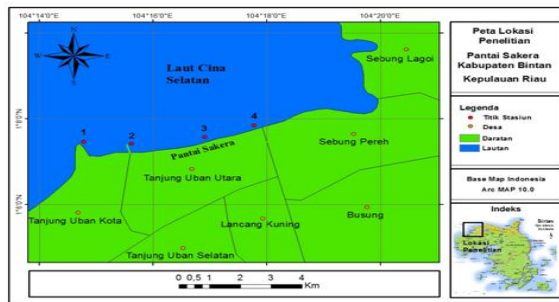 104°14'0"E
104°16'0"E
104°18'0"E
104°20'0"E
N
W
E
S
Laut Cina
Selatan
Sebung Lagoi
1°8'0"N
1
2
3
4
Pantai Sakera
Sebung Pereh
Tanjung Uban Utara
1°6'0"N
Tanjung Uban Kota
Lancang Kuning
Busung
Tanjung Uban Selatan
0 0,5 1 2 3 4
Km
Peta Lokasi
Penelitian
Pantai Sakera
Kabupaten Bintan
Kepulauan Riau
Legenda
Titik Stasiun
Desa
Daratan
Lautan
Base Map Indonesia
Arc MAP 10.0
Indeks
Lokasi
Penelitian